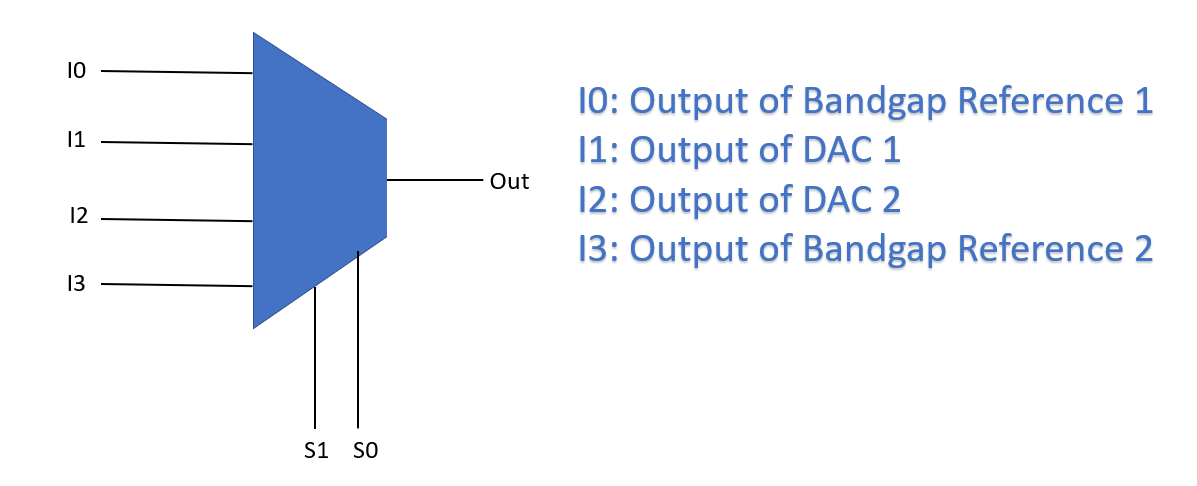 I0
I1
I2
I3
Out
S1 S0
I0: Output of Bandgap Reference 1
I1: Output of DAC 1
I2: Output of DAC 2
I3: Output of Bandgap Reference 2